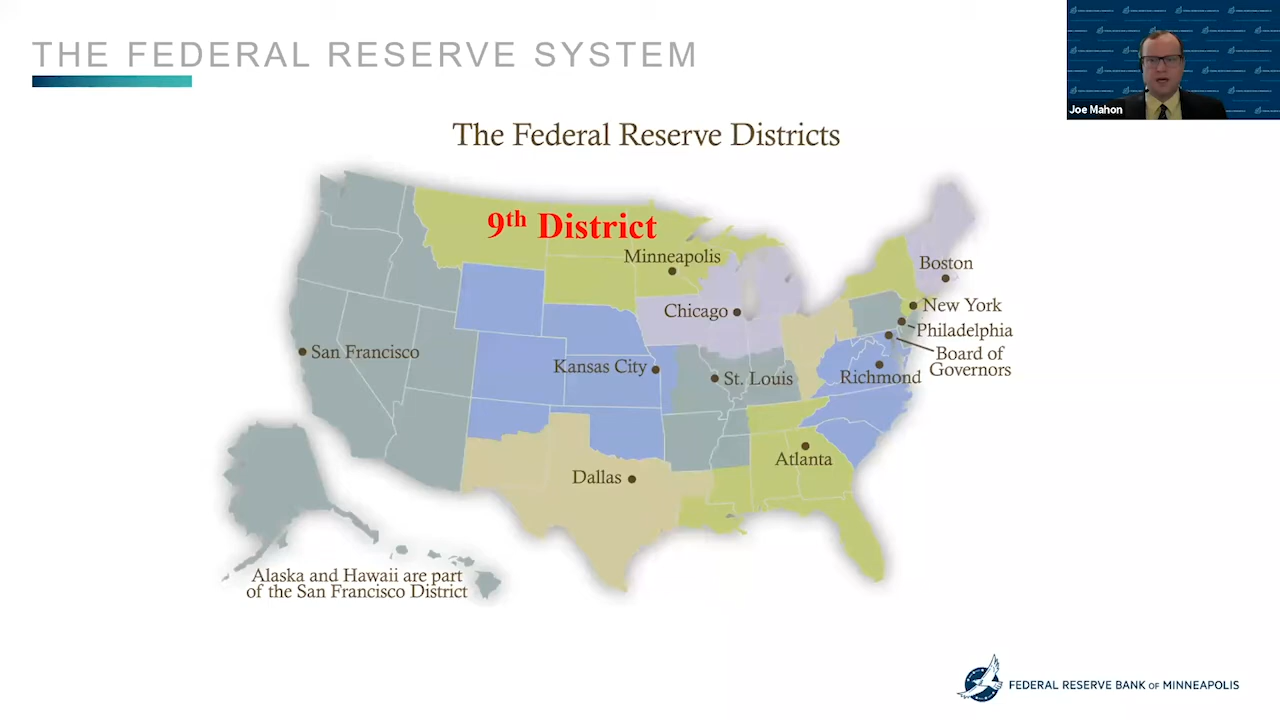 THE FEDERAL RESERVE SYSTEM
Joe Mahon
The Federal Reserve Districts
9th District
Minneapolis
Boston
Chicago
New York
Philadelphia
Board of
Governors
San Francisco
Kansas City
St. Louis
Richmond
Atlanta
Dallas
Alaska and Hawaii are part
of the San Francisco District
FEDERAL RESERVE BANK OF MINNEAPOLIS